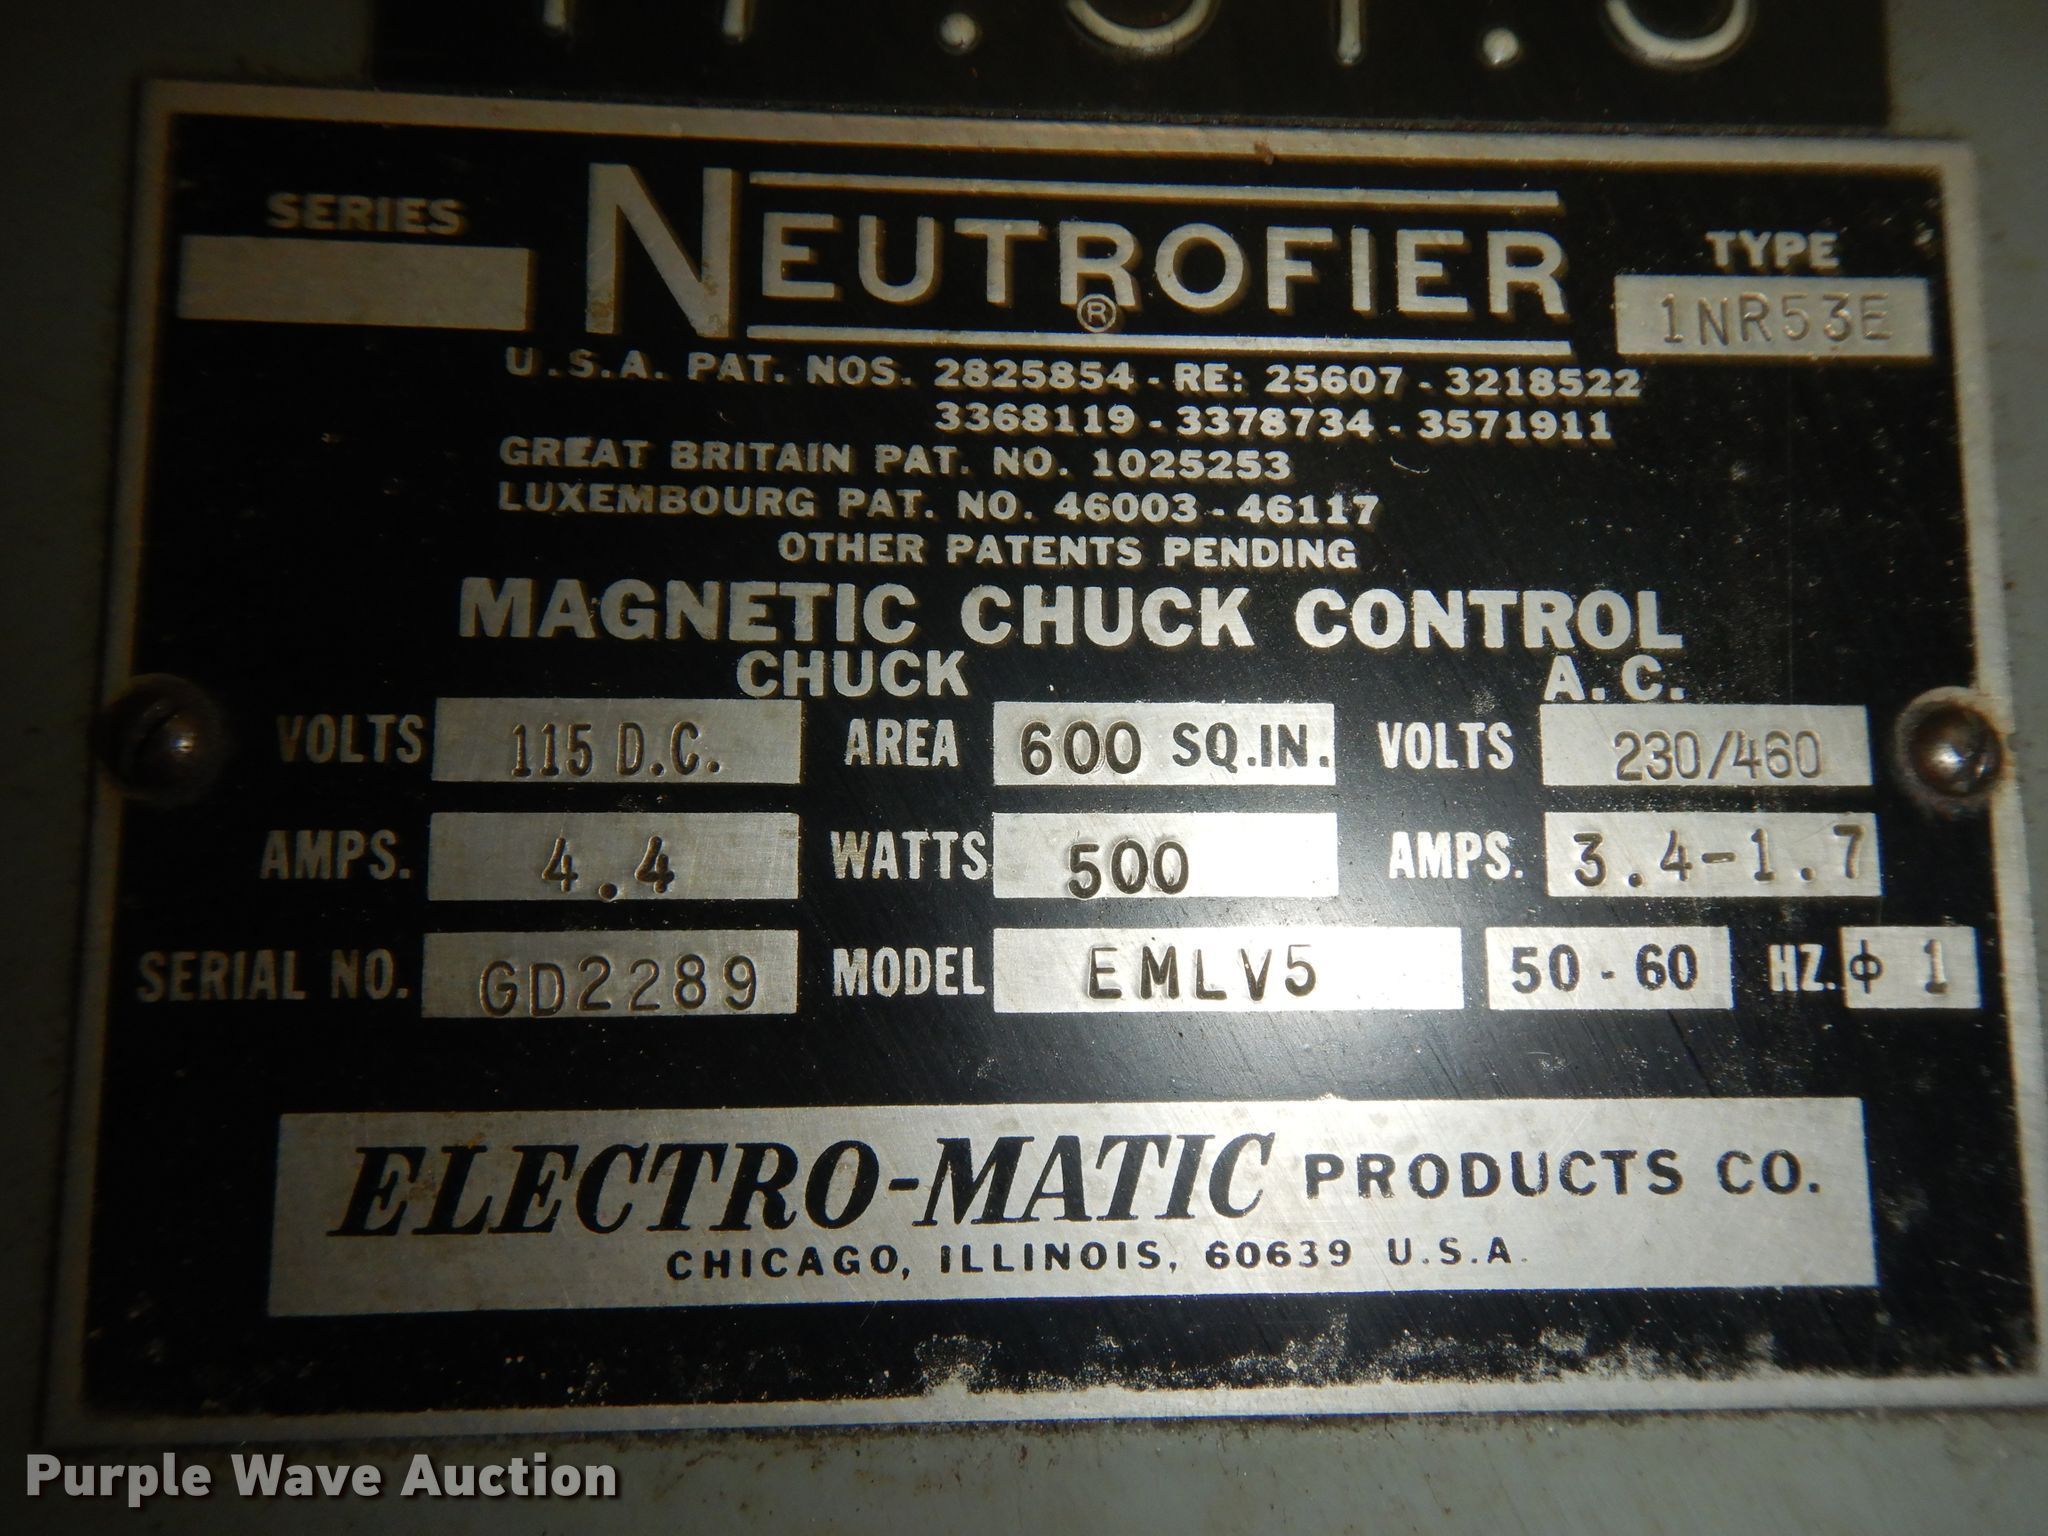 SERIES
NEUTROFIER ®
TYPE
1NR53E
U.S.A. PAT. NOS. 2825854 - RE: 25607 - 3218522
3368119 - 3378734 - 3571911
GREAT BRITAIN PAT. NO. 1025253
LUXEMBOURG PAT. NO. 46003 - 46117
OTHER PATENTS PENDING
MAGNETIC CHUCK CONTROL
CHUCK A.C.
VOLTS 115 D.C. AREA 600 SQ.IN. VOLTS 230/460
AMPS. 4.4 WATTS 500 AMPS. 3.4-1.7
SERIAL NO. GD2289 MODEL EMLV5 50 - 60 HZ. ϕ 1
ELECTRO-MATIC PRODUCTS CO.
CHICAGO, ILLINOIS, 60639 U.S.A.
Purple Wave Auction